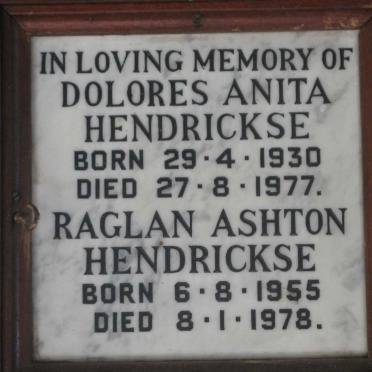 IN LOVING MEMORY OF
DOLORES ANITA
HENDRICKSE
BORN 29·4·1930
DIED 27·8·1977.
RAGLAN ASHTON
HENDRICKSE
BORN 6·8·1955
DIED 8·1·1978.